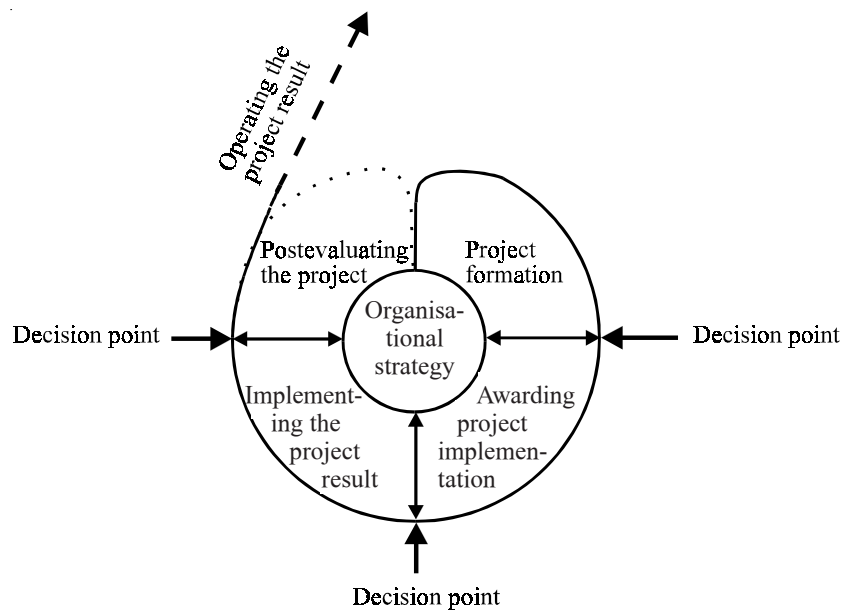 Operating the
project result
Postevaluating
the project
Project
formation
Organisa-
tional
strategy
Decision point
Decision point
Implement-
ing the
project
result
Awarding
project
implemen-
tation
Decision point